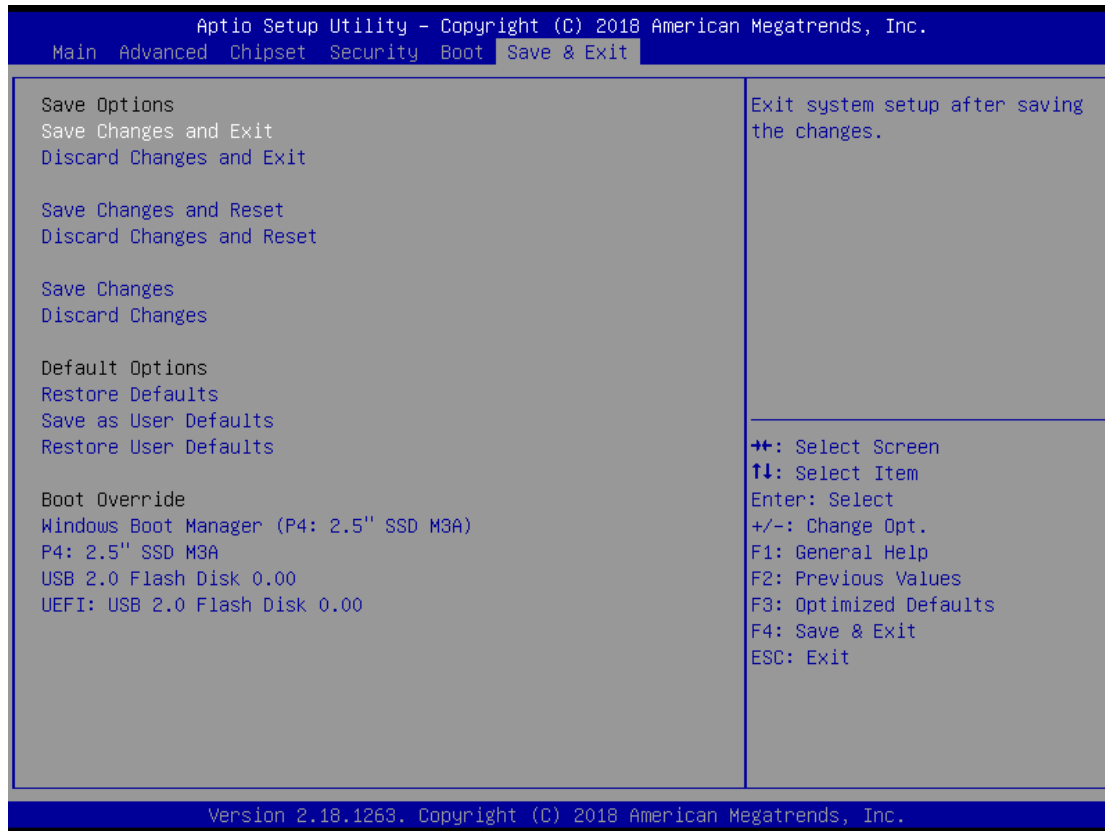 Aptio Setup Utility – Copyright (C) 2018 American Megatrends, Inc.
Main Advanced Chipset Security Boot Save & Exit
Save Options
Save Changes and Exit
Discard Changes and Exit
Save Changes and Reset
Discard Changes and Reset
Save Changes
Discard Changes
Default Options
Restore Defaults
Save as User Defaults
Restore User Defaults
Boot Override
Windows Boot Manager (P4: 2.5" SSD M3A)
P4: 2.5" SSD M3A
USB 2.0 Flash Disk 0.00
UEFI: USB 2.0 Flash Disk 0.00
Exit system setup after saving
the changes.
→←: Select Screen
↑↓: Select Item
Enter: Select
+/-: Change Opt.
F1: General Help
F2: Previous Values
F3: Optimized Defaults
F4: Save & Exit
ESC: Exit
Version 2.18.1263. Copyright (C) 2018 American Megatrends, Inc.